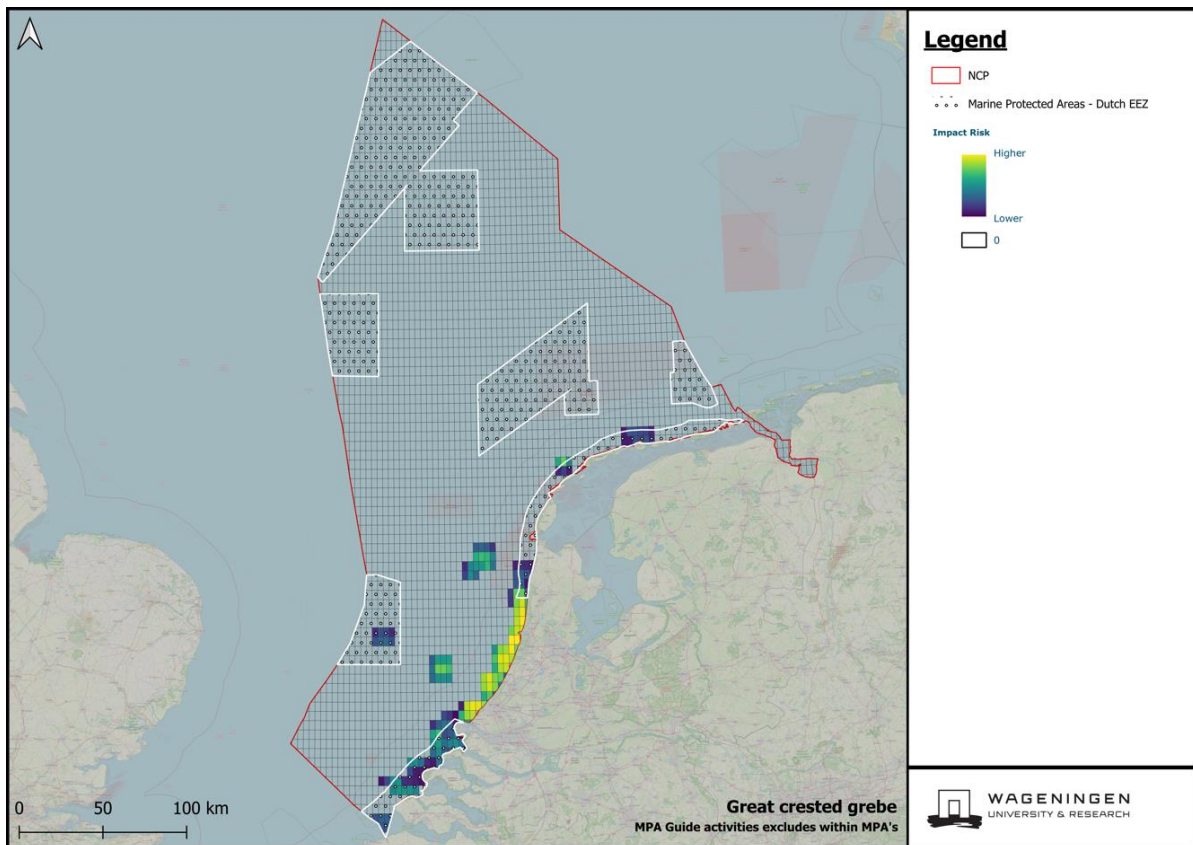 Legend
NCP
Marine Protected Areas - Dutch EEZ
Impact Risk
Higher
Lower
0
0 50 100 km
Great crested grebe
MPA Guide activities excludes within MPA's
WAGENINGEN
UNIVERSITY & RESEARCH